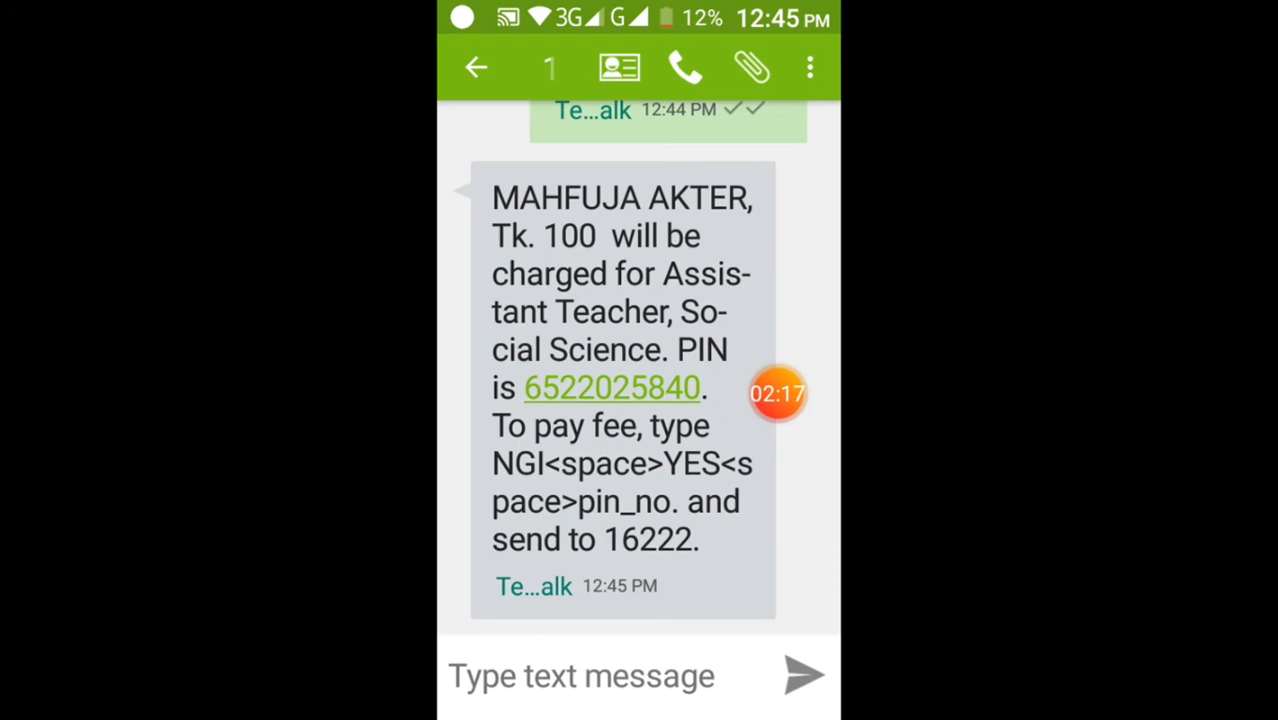 3G G 12% 12:45 PM
1
Te...alk 12:44 PM
MAHFUJA AKTER,
Tk. 100 will be
charged for Assis-
tant Teacher, So-
cial Science. PIN
is 6522025840.
To pay fee, type
NGI<space>YES<s
pace>pin_no. and
send to 16222.
Te...alk 12:45 PM
02:17
Type text message